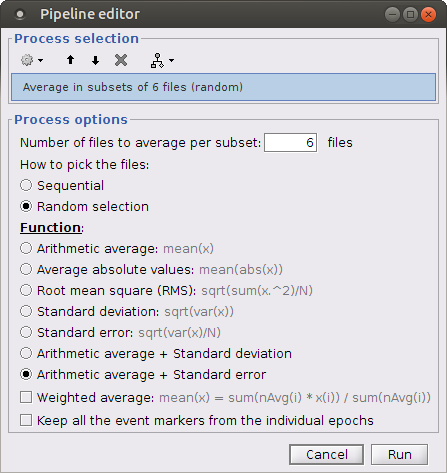 Pipeline editor
Process selection
Average in subsets of 6 files (random)
Process options
Number of files to average per subset: 6 files
How to pick the files:
Sequential
Random selection
Function:
Arithmetic average: mean(x)
Average absolute values: mean(abs(x))
Root mean square (RMS): sqrt(sum(x.^2)/N)
Standard deviation: sqrt(var(x))
Standard error: sqrt(var(x)/N)
Arithmetic average + Standard deviation
Arithmetic average + Standard error
Weighted average: mean(x) = sum(nAvg(i) * x(i)) / sum(nAvg(i))
Keep all the event markers from the individual epochs
Cancel Run